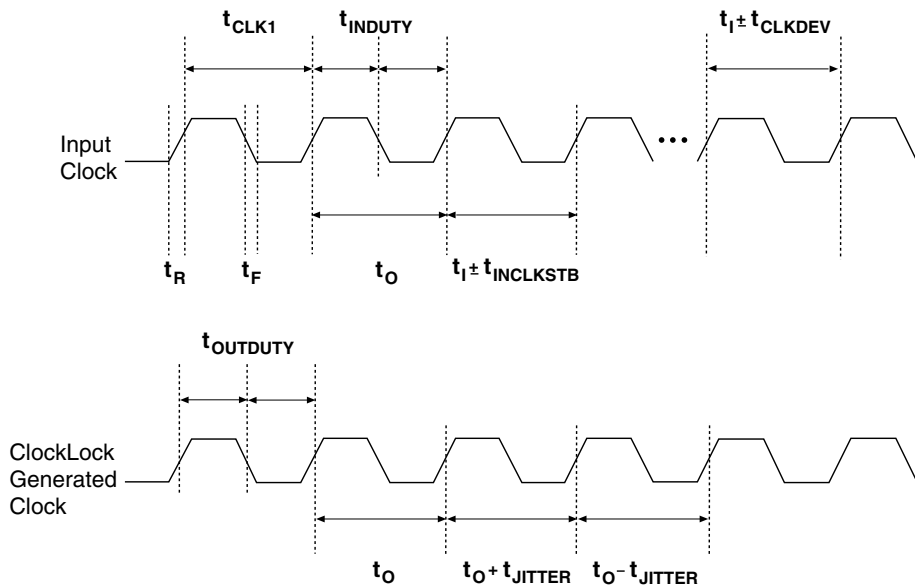 tCLK1 tINDUTY tI ± tCLKDEV
Input
Clock
•••
tR tF tO tI ± tINCLKSTB
tOUTDUTY
ClockLock
Generated
Clock
tO tO + tJITTER tO − tJITTER